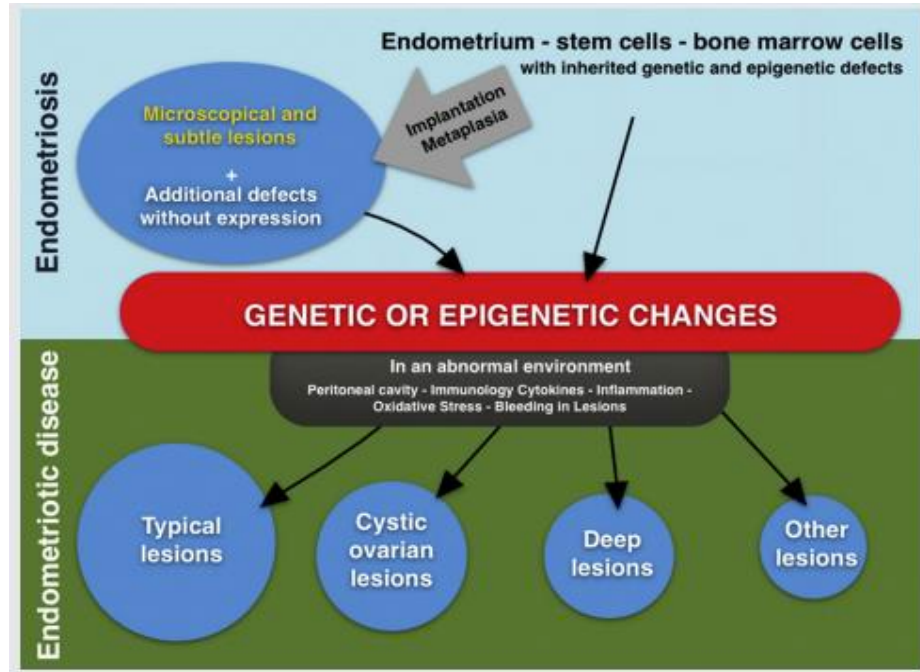 Endometrium - stem cells - bone marrow cells
with inherited genetic and epigenetic defects
Endometriosis
Microscopical and
subtle lesions
+
Additional defects
without expression
Implantation
Metaplasia
GENETIC OR EPIGENETIC CHANGES
In an abnormal environment
Peritoneal cavity - Immunology Cytokines - Inflammation -
Oxidative Stress - Bleeding in Lesions
Endometriotic disease
Typical
lesions
Cystic
ovarian
lesions
Deep
lesions
Other
lesions